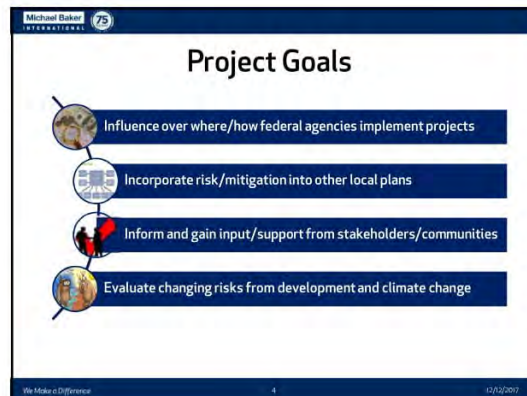 Michael Baker
INTERNATIONAL
75
Project Goals
Influence over where/how federal agencies implement projects
Incorporate risk/mitigation into other local plans
Inform and gain input/support from stakeholders/communities
Evaluate changing risks from development and climate change
We Make a Difference
4
12/12/2017